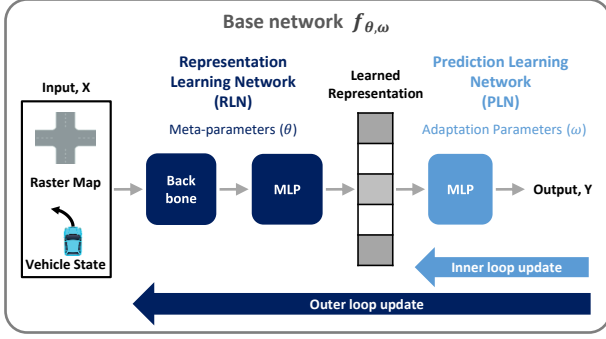 Base network fθ,ω
Input, X
Raster Map
Vehicle State
Representation
Learning Network
(RLN)
Meta-parameters (θ)
Back
bone
MLP
Learned
Representation
Prediction Learning
Network
(PLN)
Adaptation Parameters (ω)
MLP
Output, Y
Inner loop update
Outer loop update